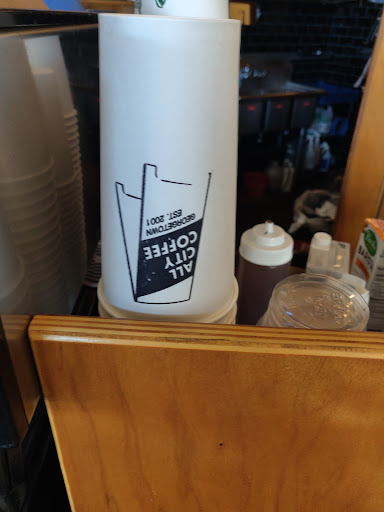 ALL
CITY
COFFEE
EST. 2001
GEORGETOWN